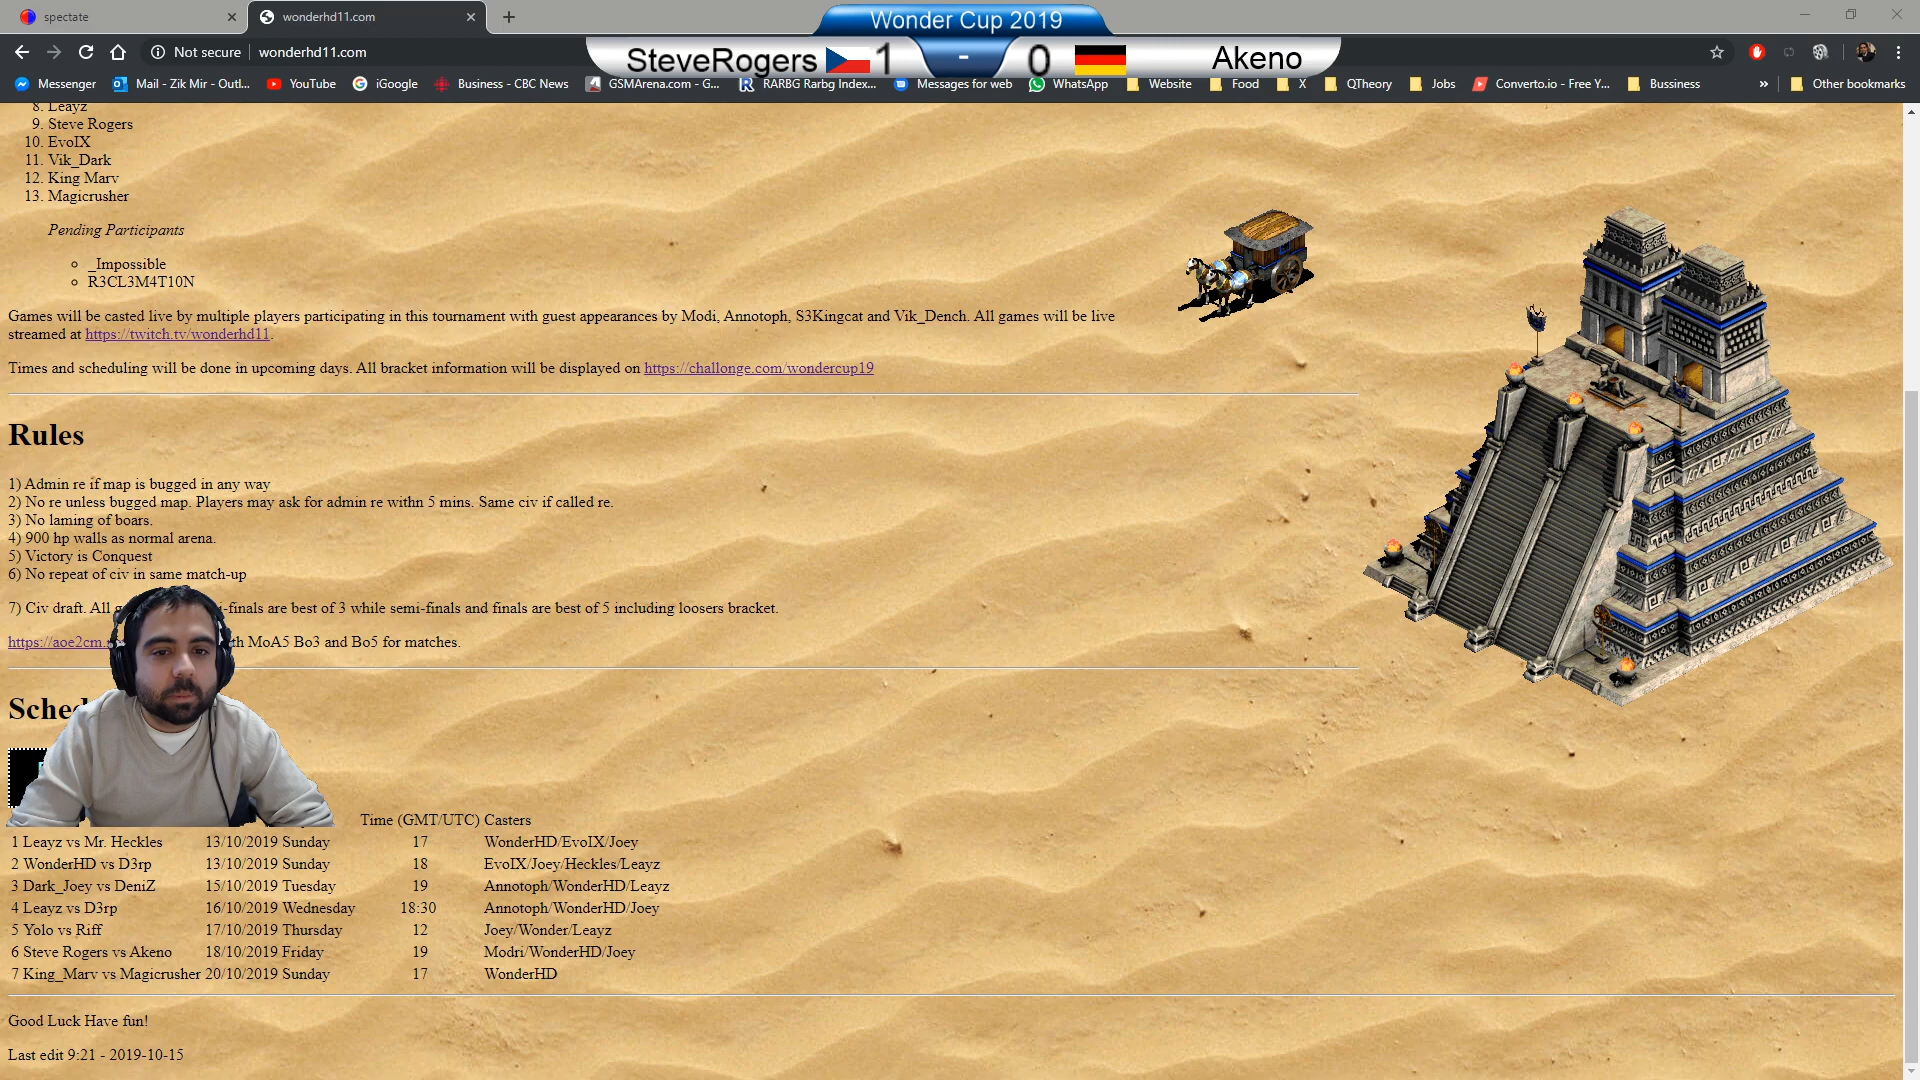 spectate
wonderhd11.com
Wonder Cup 2019
Not secure
wonderhd11.com
SteveRogers 1 - 0 Akeno
Messenger
Mail - Zik Mir - Outl...
YouTube
iGoogle
Business - CBC News
GSMArena.com - G...
RARBG Rarbg Index...
Messages for web
WhatsApp
Website
Food
X
QTheory
Jobs
Converto.io - Free Y...
Bussiness
»
Other bookmarks
8. Leayz
9. Steve Rogers
10. EvoIX
11. Vik_Dark
12. King Marv
13. Magicrusher
Pending Participants
_Impossible
R3CL3M4T10N
Games will be casted live by multiple players participating in this tournament with guest appearances by Modi, Annotoph, S3Kingcat and Vik_Dench. All games will be live
streamed at https://twitch.tv/wonderhd11.
Times and scheduling will be done in upcoming days. All bracket information will be displayed on https://challonge.com/wondercup19
Rules
1) Admin re if map is bugged in any way
2) No re unless bugged map. Players may ask for admin re withn 5 mins. Same civ if called re.
3) No laming of boars.
4) 900 hp walls as normal arena.
5) Victory is Conquest
6) No repeat of civ in same match-up
7) Civ draft. All g i-finals are best of 3 while semi-finals and finals are best of 5 including loosers bracket.
https://aoe2cm. th MoA5 Bo3 and Bo5 for matches.
Sched
Time (GMT/UTC) Casters
1 Leayz vs Mr. Heckles 13/10/2019 Sunday 17 WonderHD/EvoIX/Joey
2 WonderHD vs D3rp 13/10/2019 Sunday 18 EvoIX/Joey/Heckles/Leayz
3 Dark_Joey vs DeniZ 15/10/2019 Tuesday 19 Annotoph/WonderHD/Leayz
4 Leayz vs D3rp 16/10/2019 Wednesday 18:30 Annotoph/WonderHD/Joey
5 Yolo vs Riff 17/10/2019 Thursday 12 Joey/Wonder/Leayz
6 Steve Rogers vs Akeno 18/10/2019 Friday 19 Modri/WonderHD/Joey
7 King_Marv vs Magicrusher 20/10/2019 Sunday 17 WonderHD
Good Luck Have fun!
Last edit 9:21 - 2019-10-15